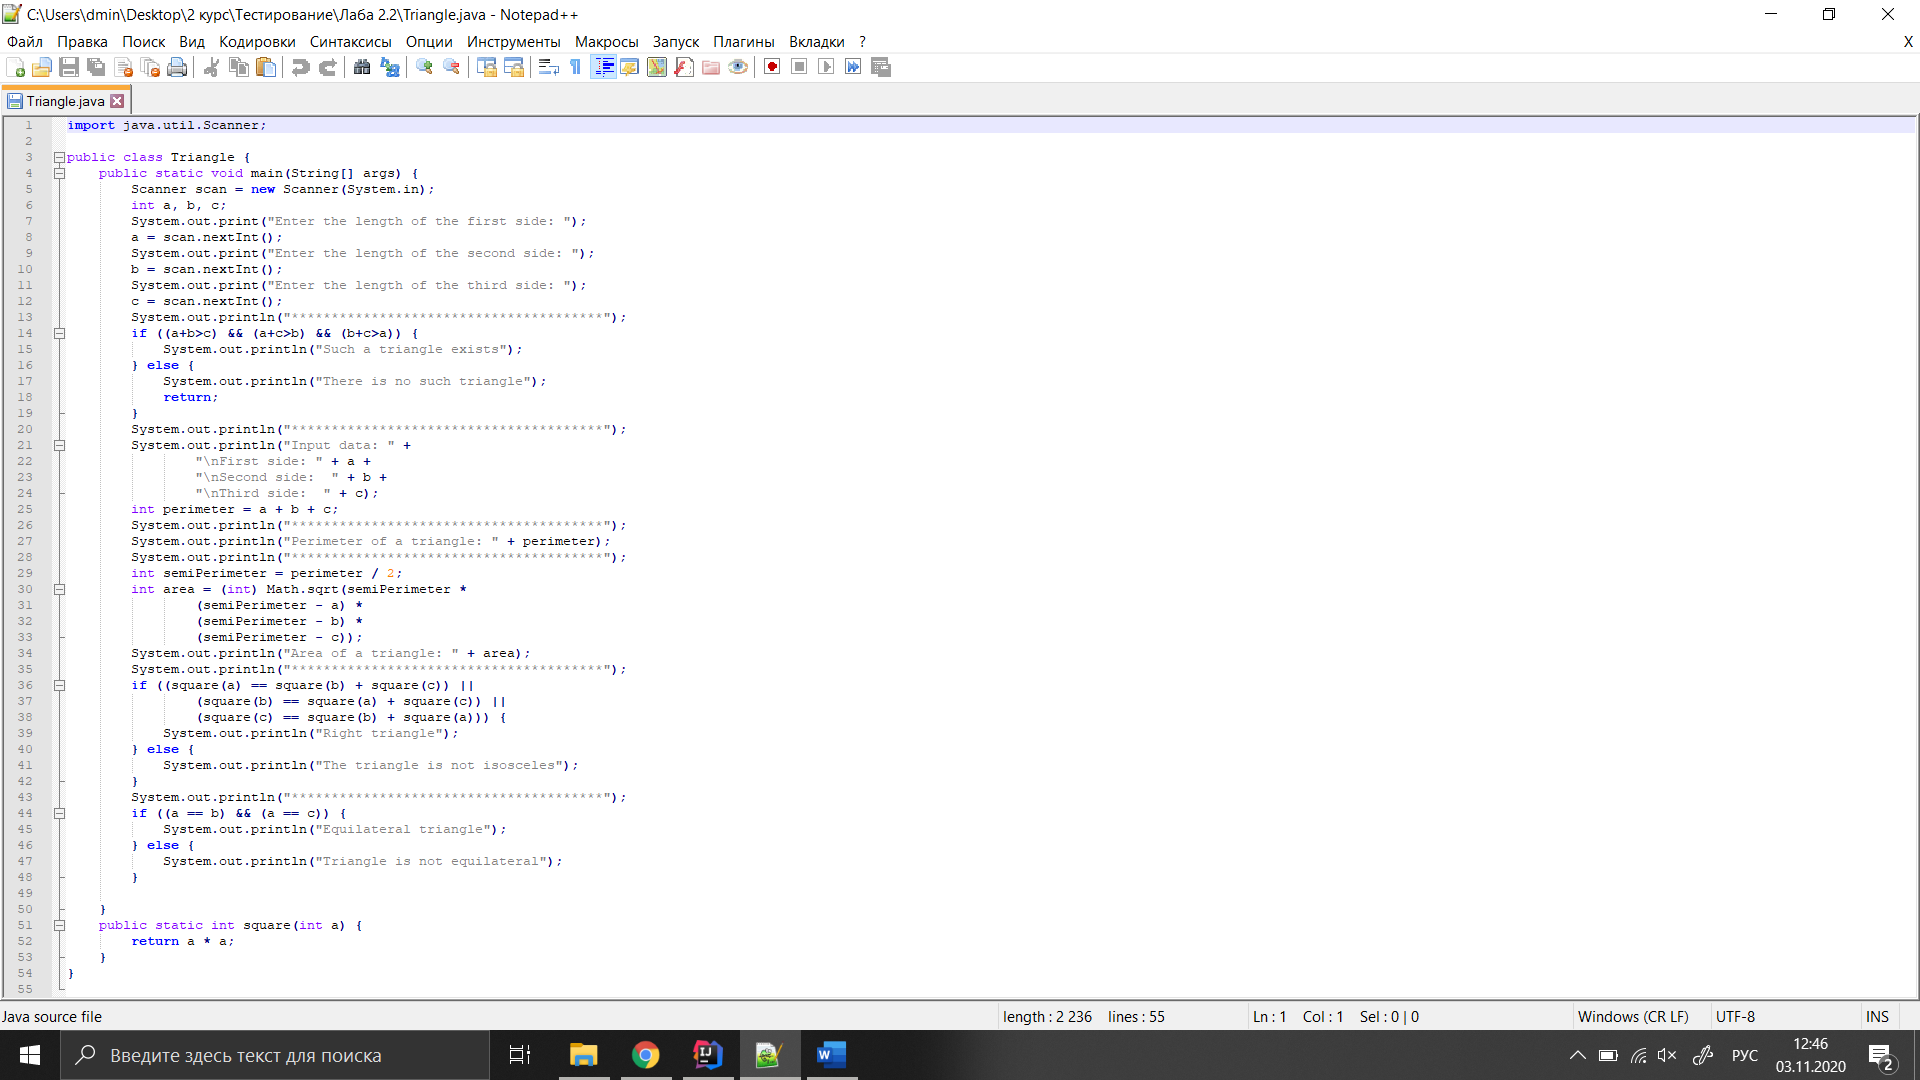 C:\Users\dmin\Desktop\2 курс\Тестирование\Лаба 2.2\Triangle.java - Notepad++
Файл Правка Поиск Вид Кодировки Синтаксисы Опции Инструменты Макросы Запуск Плагины Вкладки ? X
Triangle.java
1 import java.util.Scanner;
2
3 public class Triangle {
4 public static void main(String[] args) {
5 Scanner scan = new Scanner(System.in);
6 int a, b, c;
7 System.out.print("Enter the length of the first side: ");
8 a = scan.nextInt();
9 System.out.print("Enter the length of the second side: ");
10 b = scan.nextInt();
11 System.out.print("Enter the length of the third side: ");
12 c = scan.nextInt();
13 System.out.println("***************************************");
14 if ((a+b>c) && (a+c>b) && (b+c>a)) {
15 System.out.println("Such a triangle exists");
16 } else {
17 System.out.println("There is no such triangle");
18 return;
19 }
20 System.out.println("***************************************");
21 System.out.println("Input data: " +
22 "\nFirst side: " + a +
23 "\nSecond side:  " + b +
24 "\nThird side:  " + c);
25 int perimeter = a + b + c;
26 System.out.println("***************************************");
27 System.out.println("Perimeter of a triangle: " + perimeter);
28 System.out.println("***************************************");
29 int semiPerimeter = perimeter / 2;
30 int area = (int) Math.sqrt(semiPerimeter *
31 (semiPerimeter - a) *
32 (semiPerimeter - b) *
33 (semiPerimeter - c));
34 System.out.println("Area of a triangle: " + area);
35 System.out.println("***************************************");
36 if ((square(a) == square(b) + square(c)) ||
37 (square(b) == square(a) + square(c)) ||
38 (square(c) == square(b) + square(a))) {
39 System.out.println("Right triangle");
40 } else {
41 System.out.println("The triangle is not isosceles");
42 }
43 System.out.println("***************************************");
44 if ((a == b) && (a == c)) {
45 System.out.println("Equilateral triangle");
46 } else {
47 System.out.println("Triangle is not equilateral");
48 }
49
50 }
51 public static int square(int a) {
52 return a * a;
53 }
54 }
55
Java source file length : 2 236 lines : 55 Ln : 1 Col : 1 Sel : 0 | 0 Windows (CR LF) UTF-8 INS
Введите здесь текст для поиска
РУС
12:46
03.11.2020
2